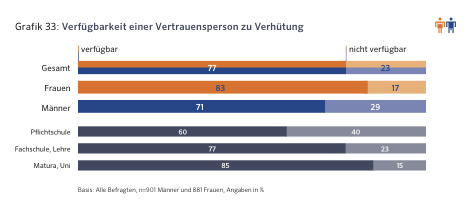 Grafik 33: Verfügbarkeit einer Vertrauensperson zu Verhütung
verfügbar nicht verfügbar
Gesamt 77 23
Frauen 83 17
Männer 71 29
Pflichtschule 60 40
Fachschule, Lehre 77 23
Matura, Uni 85 15
Basis: Alle Befragten, n=901 Männer und 881 Frauen, Angaben in %